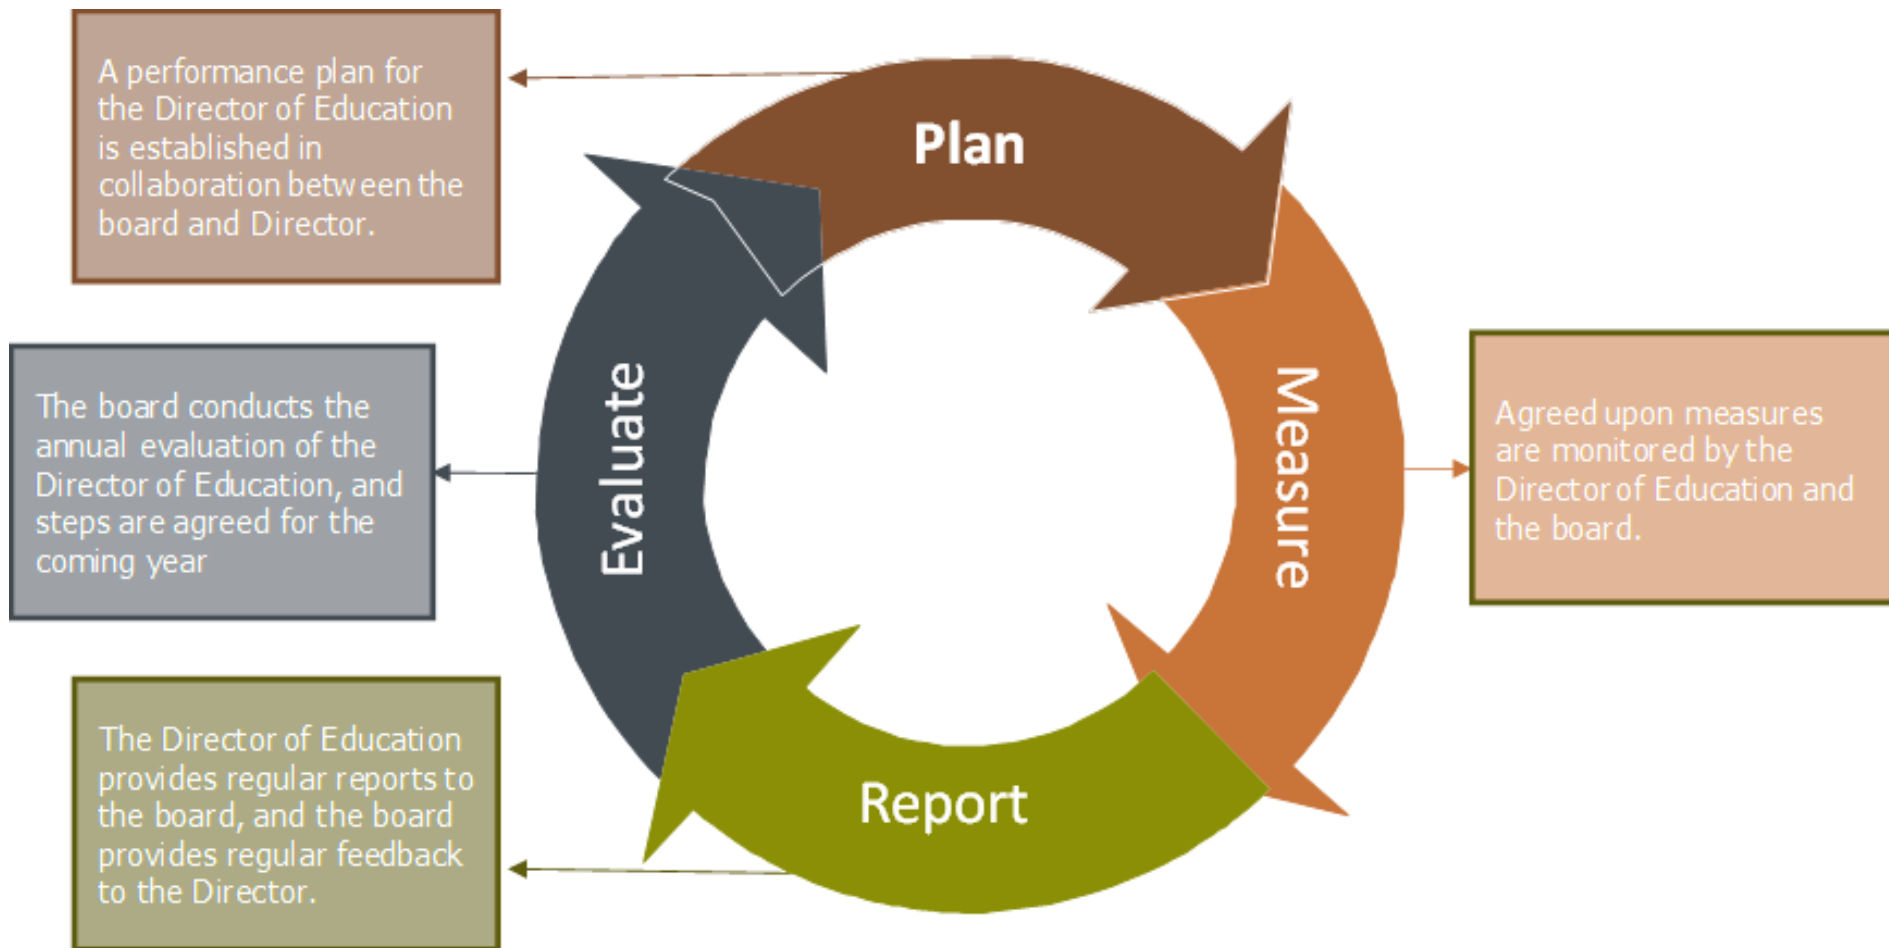 A performance plan for
the Director of Education
is established in
collaboration between the
board and Director.
Plan
The board conducts the
annual evaluation of the
Director of Education, and
steps are agreed for the
coming year
Evaluate
Measure
Agreed upon measures
are monitored by the
Director of Education and
the board.
The Director of Education
provides regular reports to
the board, and the board
provides regular feedback
to the Director.
Report